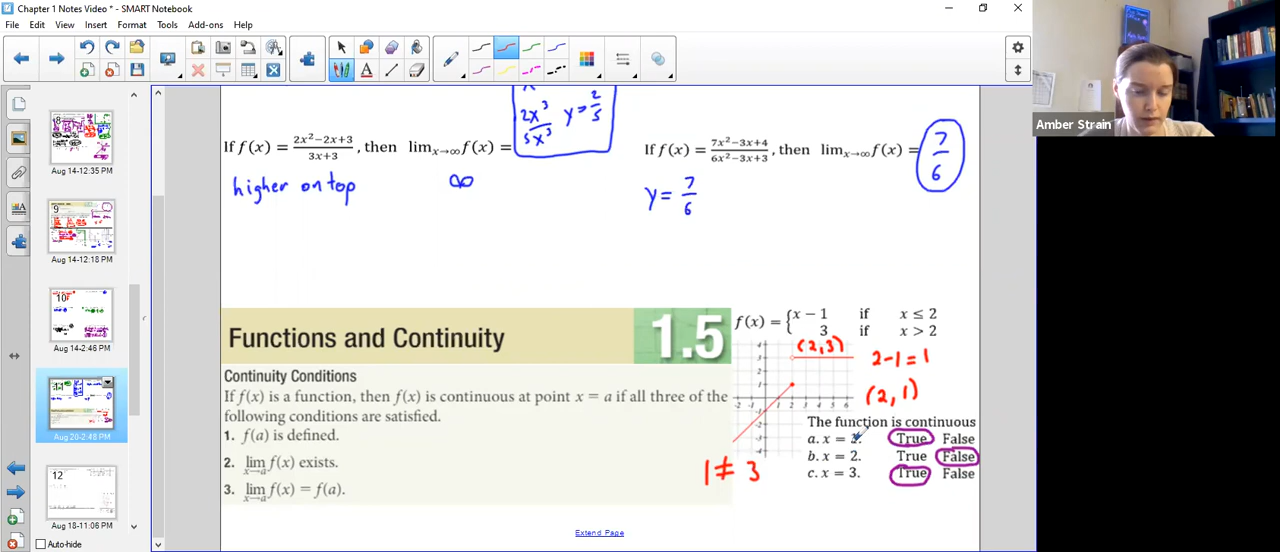 Chapter 1 Notes Video * - SMART Notebook
File Edit View Insert Format Tools Add-ons Help
Amber Strain
8
Aug 14-12:35 PM
9
Aug 14-12:18 PM
10
Aug 14-2:46 PM
Aug 20-2:48 PM
12
Aug 18-11:06 PM
Auto-hide
2x³/5x³ y = 2/5
If f(x) = (2x²−2x+3)/(3x+3), then lim x→∞ f(x) =
higher on top ∞
If f(x) = (7x²−3x+4)/(6x²−3x+3), then lim x→∞ f(x) = 7/6
y = 7/6
Functions and Continuity 1.5
Continuity Conditions
If f(x) is a function, then f(x) is continuous at point x = a if all three of the
following conditions are satisfied.
1. f(a) is defined.
2. lim x→a f(x) exists.
3. lim x→a f(x) = f(a).
f(x) = { x − 1 if x ≤ 2
3 if x > 2
(2,3)
2-1=1
(2,1)
1≠3
The function is continuous
a. x = . True False
b. x = 2. True False
c. x = 3. True False
Extend Page